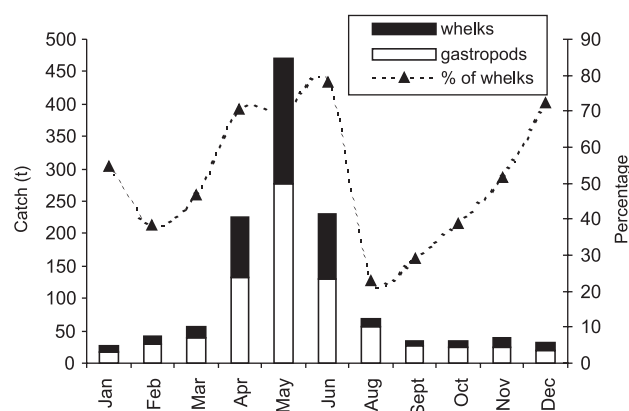 whelks
gastropods
% of whelks
Catch (t)
500
450
400
350
300
250
200
150
100
50
0
90
80
70
60
50
40
30
20
10
0
Percentage
Jan
Feb
Mar
Apr
May
Jun
Aug
Sept
Oct
Nov
Dec